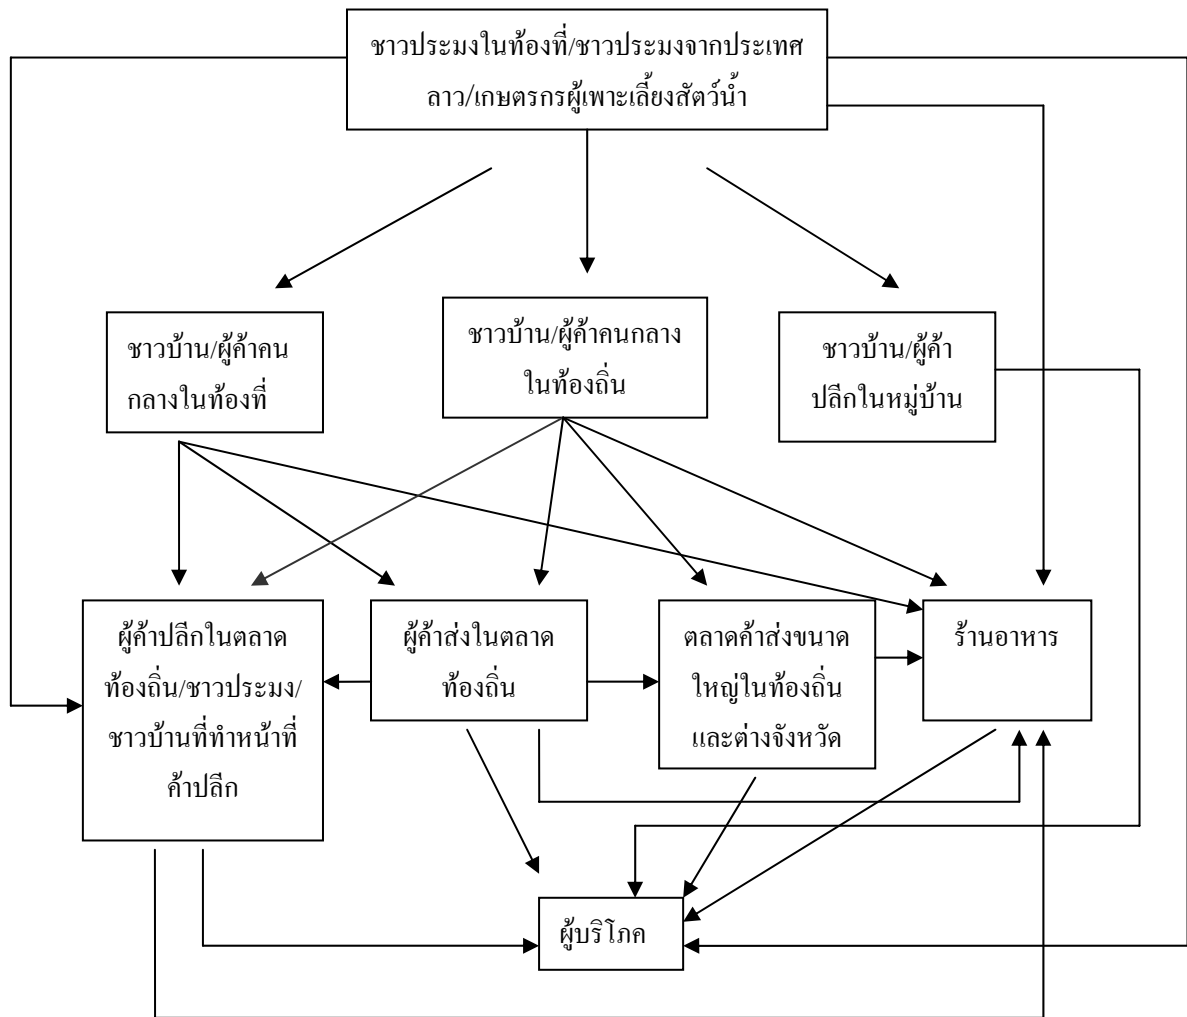 ชาวประมงในท้องที่/ชาวประมงจากประเทศ
ลาว/เกษตรกรผู้เพาะเลี้ยงสัตว์น้ำ
ชาวบ้าน/ผู้ค้าคน
กลางในท้องที่
ชาวบ้าน/ผู้ค้าคนกลาง
ในท้องถิ่น
ชาวบ้าน/ผู้ค้า
ปลีกในหมู่บ้าน
ผู้ค้าปลีกในตลาด
ท้องถิ่น/ชาวประมง/
ชาวบ้านที่ทำหน้าที่
ค้าปลีก
ผู้ค้าส่งในตลาด
ท้องถิ่น
ตลาดค้าส่งขนาด
ใหญ่ในท้องถิ่น
และต่างจังหวัด
ร้านอาหาร
ผู้บริโภค